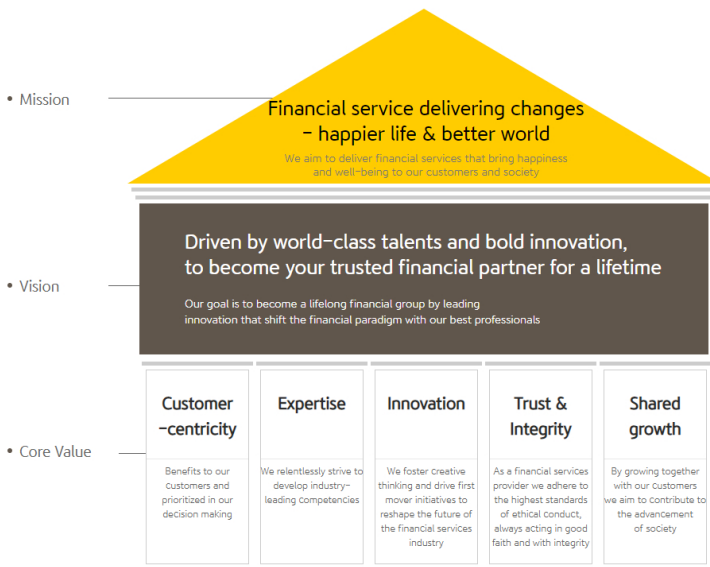 • Mission
Financial service delivering changes
- happier life & better world
We aim to deliver financial services that bring happiness
and well-being to our customers and society
• Vision
Driven by world-class talents and bold innovation,
to become your trusted financial partner for a lifetime
Our goal is to become a lifelong financial group by leading
innovation that shift the financial paradigm with our best professionals
• Core Value
Customer
-centricity
Benefits to our
customers and
prioritized in our
decision making
Expertise
We relentlessly strive to
develop industry-
leading competencies
Innovation
We foster creative
thinking and drive first
mover initiatives to
reshape the future of
the financial services
industry
Trust &
Integrity
As a financial services
provider we adhere to
the highest standards
of ethical conduct,
always acting in good
faith and with integrity
Shared
growth
By growing together
with our customers
we aim to contribute to
the advancement
of society